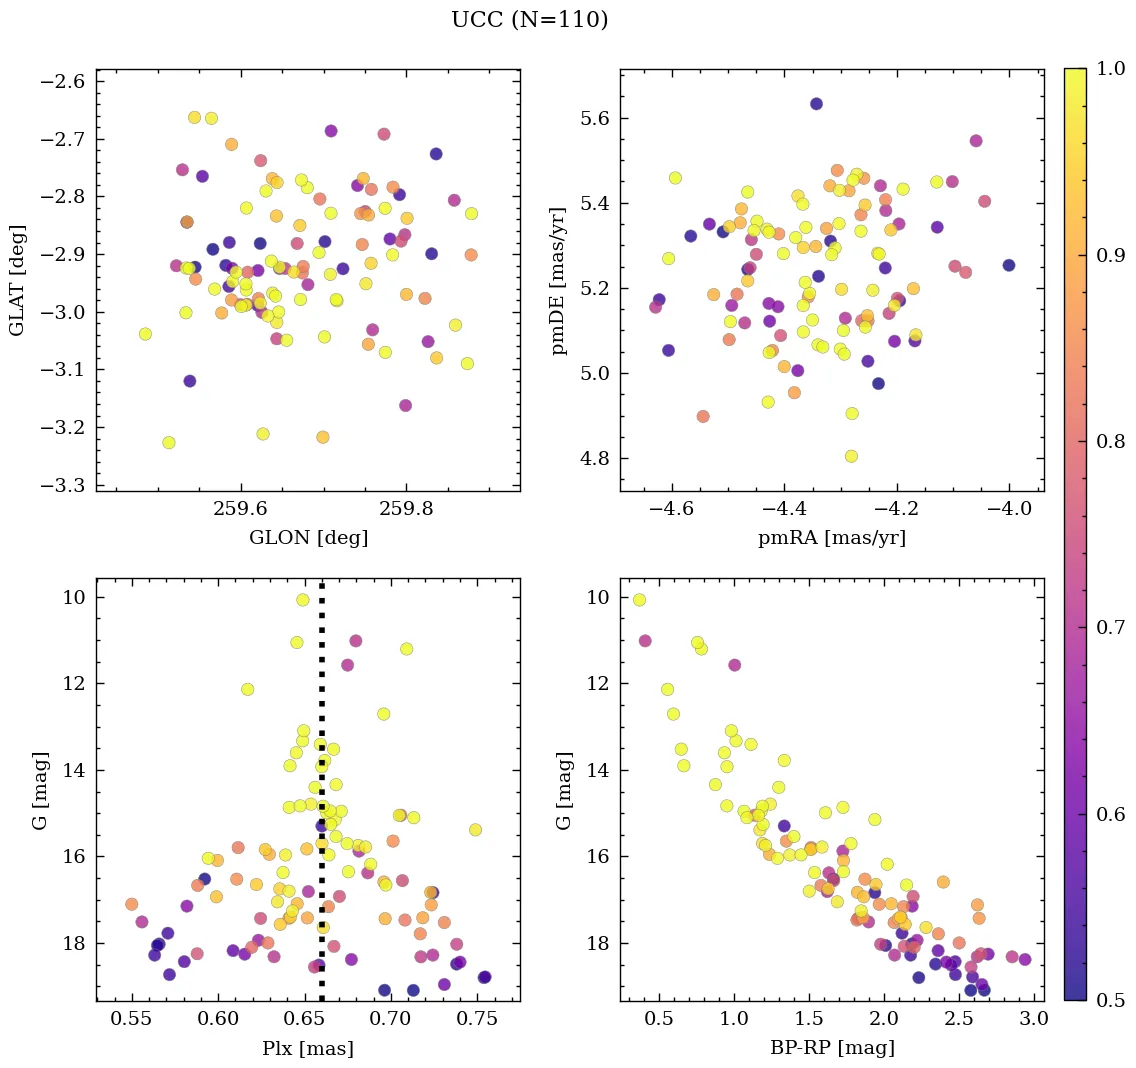 UCC (N=110)
−2.6
−2.7
−2.8
−2.9
−3.0
−3.1
−3.2
−3.3
GLAT [deg]
259.6 259.8
GLON [deg]
5.6
5.4
5.2
5.0
4.8
pmDE [mas/yr]
−4.6 −4.4 −4.2 −4.0
pmRA [mas/yr]
10
12
14
16
18
G [mag]
0.55 0.60 0.65 0.70 0.75
Plx [mas]
10
12
14
16
18
G [mag]
0.5 1.0 1.5 2.0 2.5 3.0
BP-RP [mag]
1.0
0.9
0.8
0.7
0.6
0.5